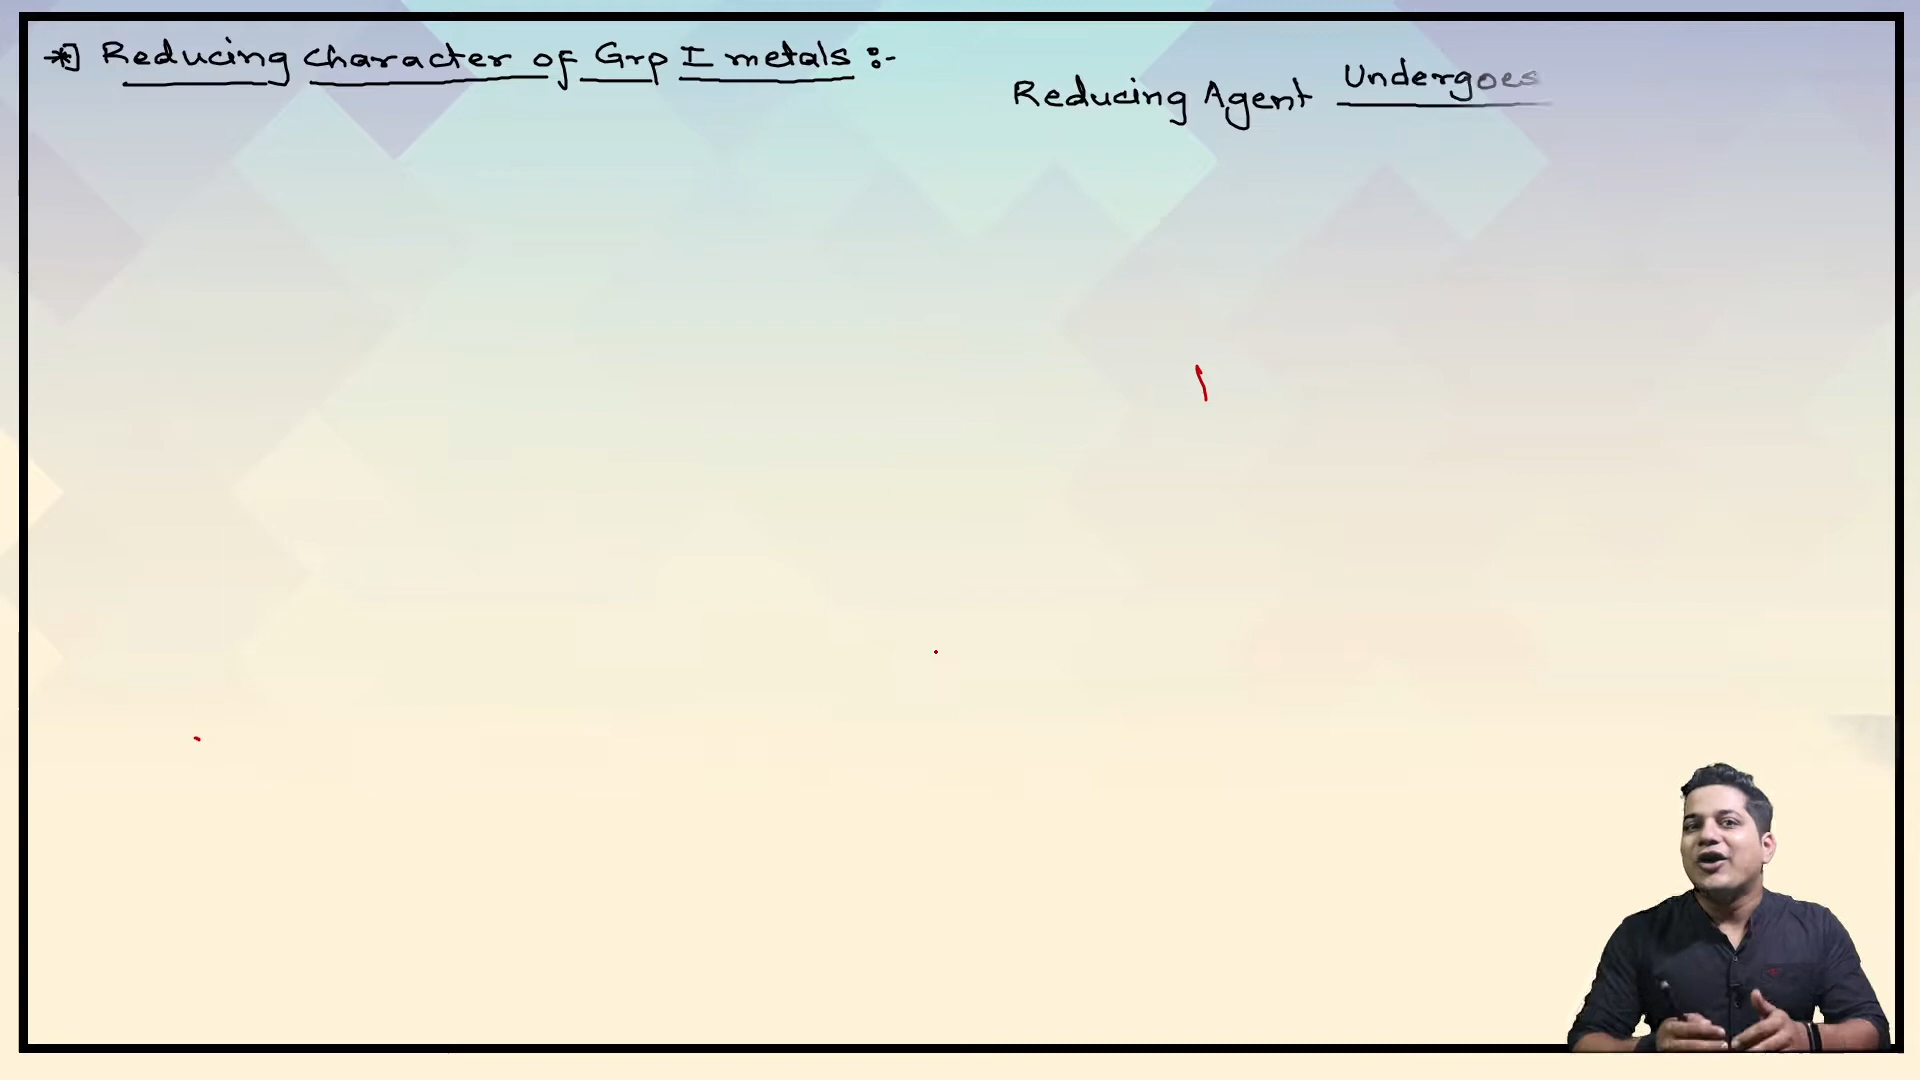 *] Reducing character of Grp I metals :-
Reducing Agent Undergoes